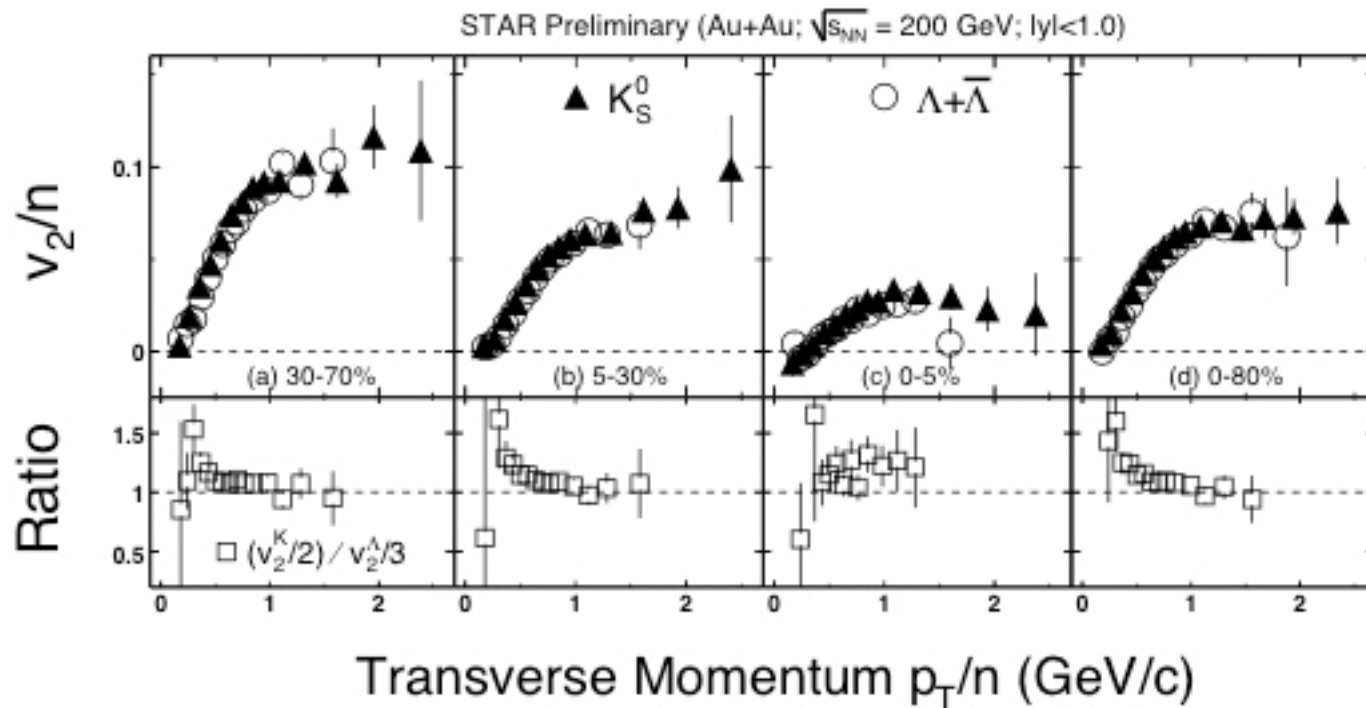 STAR Preliminary (Au+Au; √sNN = 200 GeV; |y|<1.0)
K0S
Λ+Λ̅
v2/n
0.1
0
(a) 30-70%
(b) 5-30%
(c) 0-5%
(d) 0-80%
Ratio
1.5
1
0.5
(v2K/2) / v2Λ/3
0 1 2 0 1 2 0 1 2 0 1 2
Transverse Momentum pT/n (GeV/c)